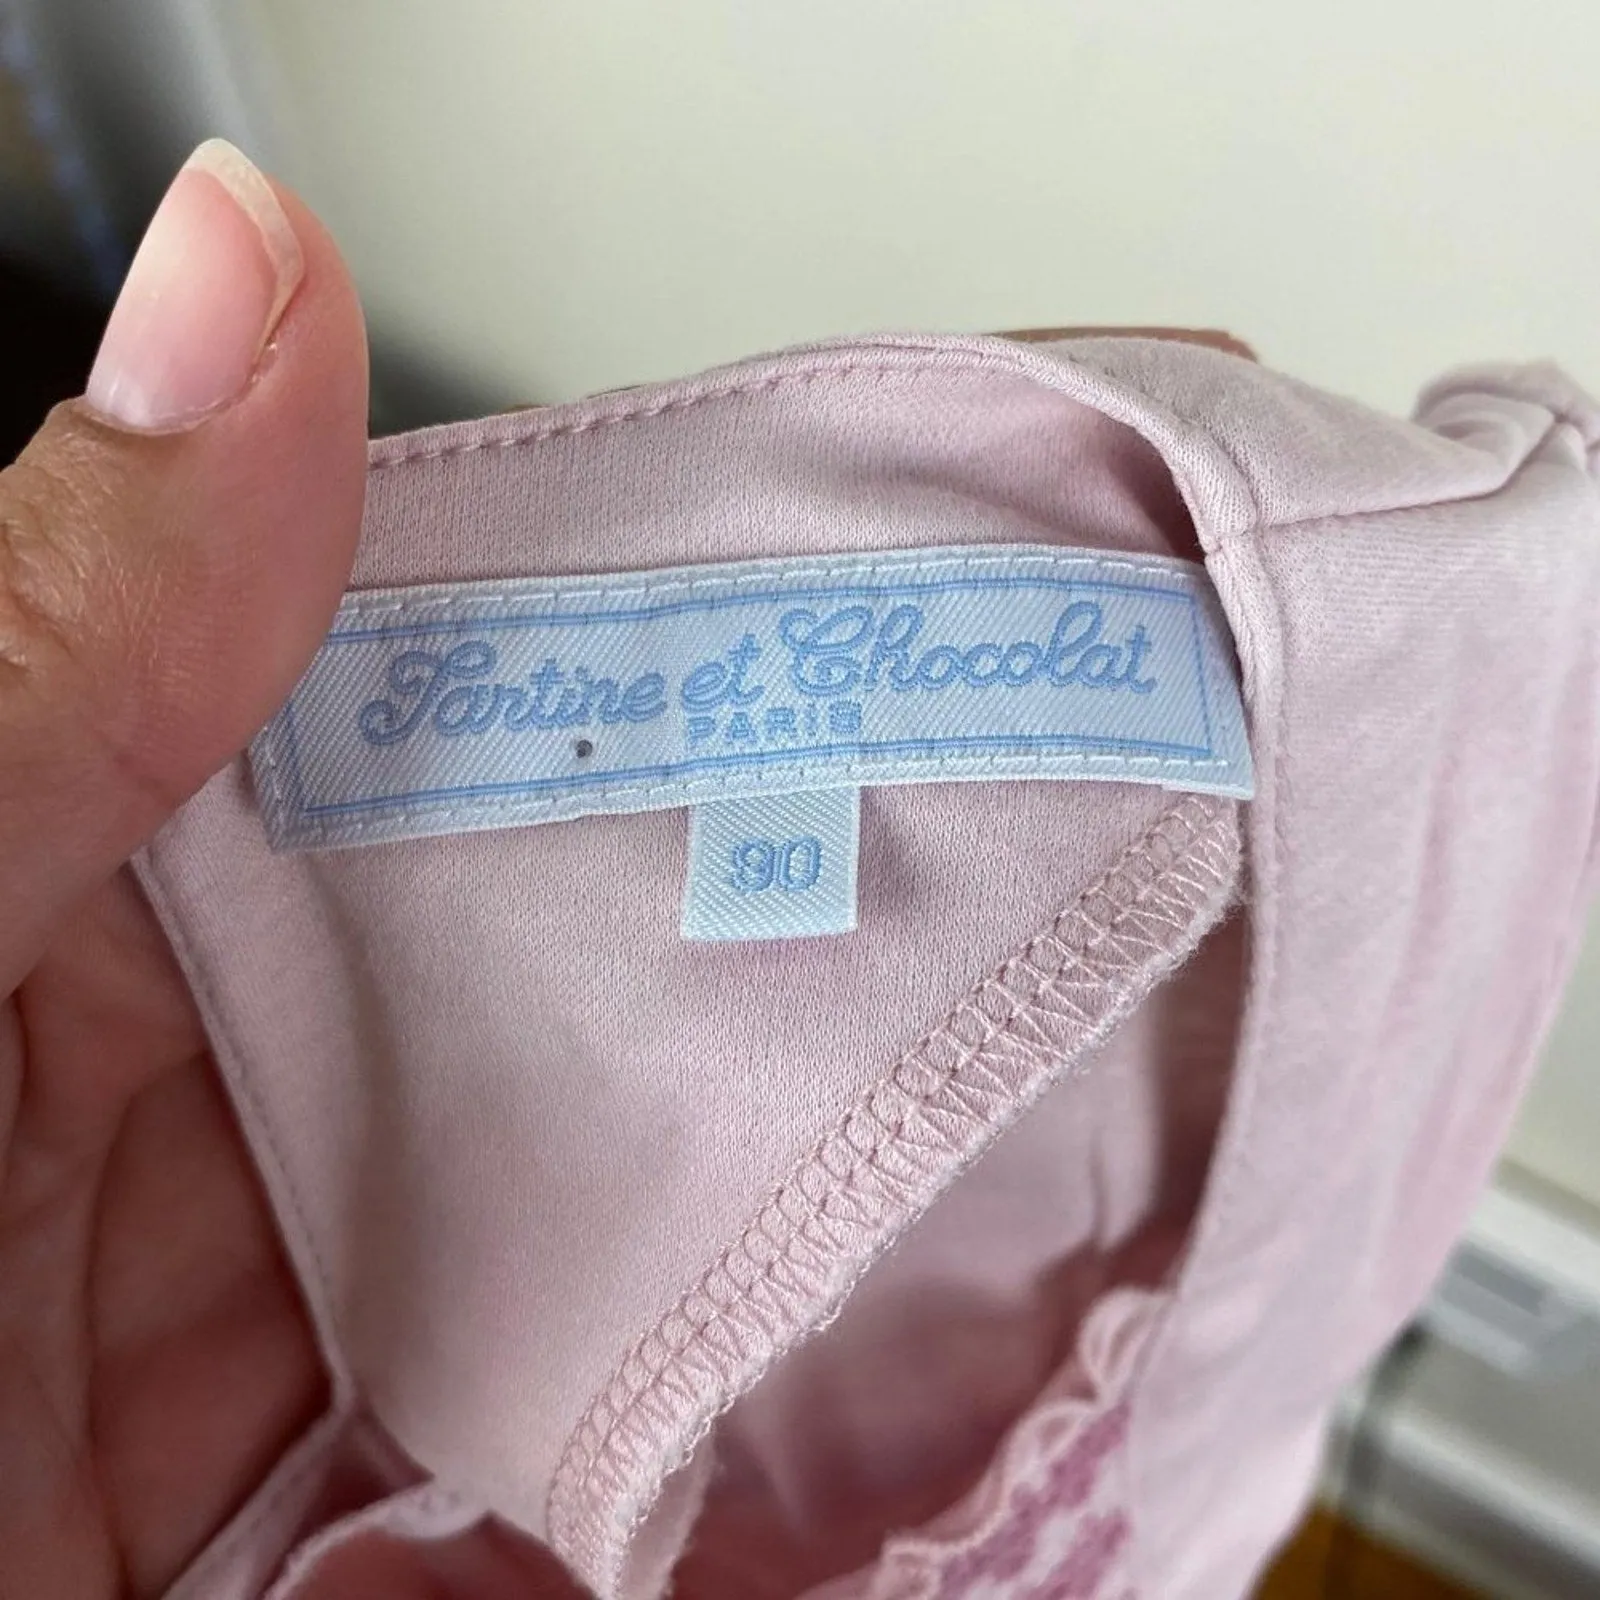 Tartine et Chocolat
PARIS
90